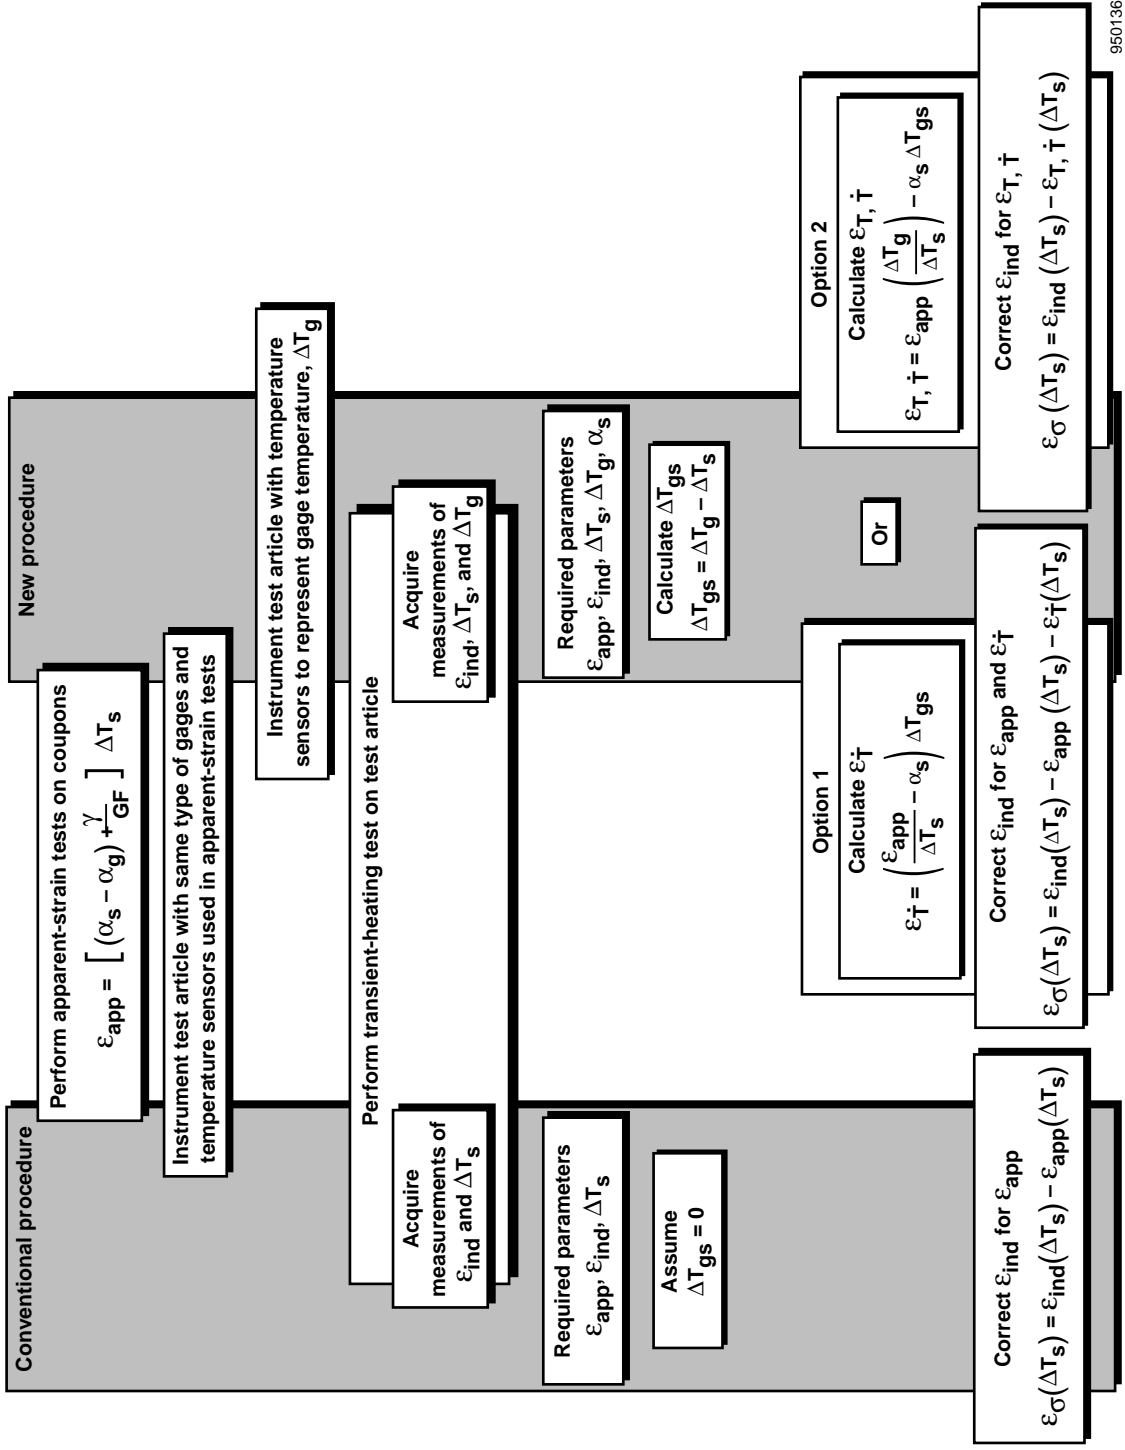 Conventional procedure
New procedure
Perform apparent-strain tests on coupons
ε_app = [(α_s − α_g) + γ/GF] ΔT_s
Instrument test article with same type of gages and
temperature sensors used in apparent-strain tests
Instrument test article with temperature
sensors to represent gage temperature, ΔT_g
Perform transient-heating test on test article
Acquire
measurements of
ε_ind and ΔT_s
Acquire
measurements of
ε_ind, ΔT_s, and ΔT_g
Required parameters
ε_app, ε_ind, ΔT_s
Required parameters
ε_app, ε_ind, ΔT_s, ΔT_g, α_s
Assume
ΔT_gs = 0
Calculate ΔT_gs
ΔT_gs = ΔT_g − ΔT_s
Option 1
Calculate ε_Ṫ
ε_Ṫ = (ε_app/ΔT_s − α_s) ΔT_gs
Or
Option 2
Calculate ε_T, Ṫ
ε_T, Ṫ = ε_app (ΔT_g/ΔT_s) − α_s ΔT_gs
Correct ε_ind for ε_app
ε_σ(ΔT_s) = ε_ind(ΔT_s) − ε_app(ΔT_s)
Correct ε_ind for ε_app and ε_Ṫ
ε_σ(ΔT_s) = ε_ind(ΔT_s) − ε_app (ΔT_s) − ε_Ṫ(ΔT_s)
Correct ε_ind for ε_T, Ṫ
ε_σ (ΔT_s) = ε_ind (ΔT_s) − ε_T, Ṫ (ΔT_s)
950136